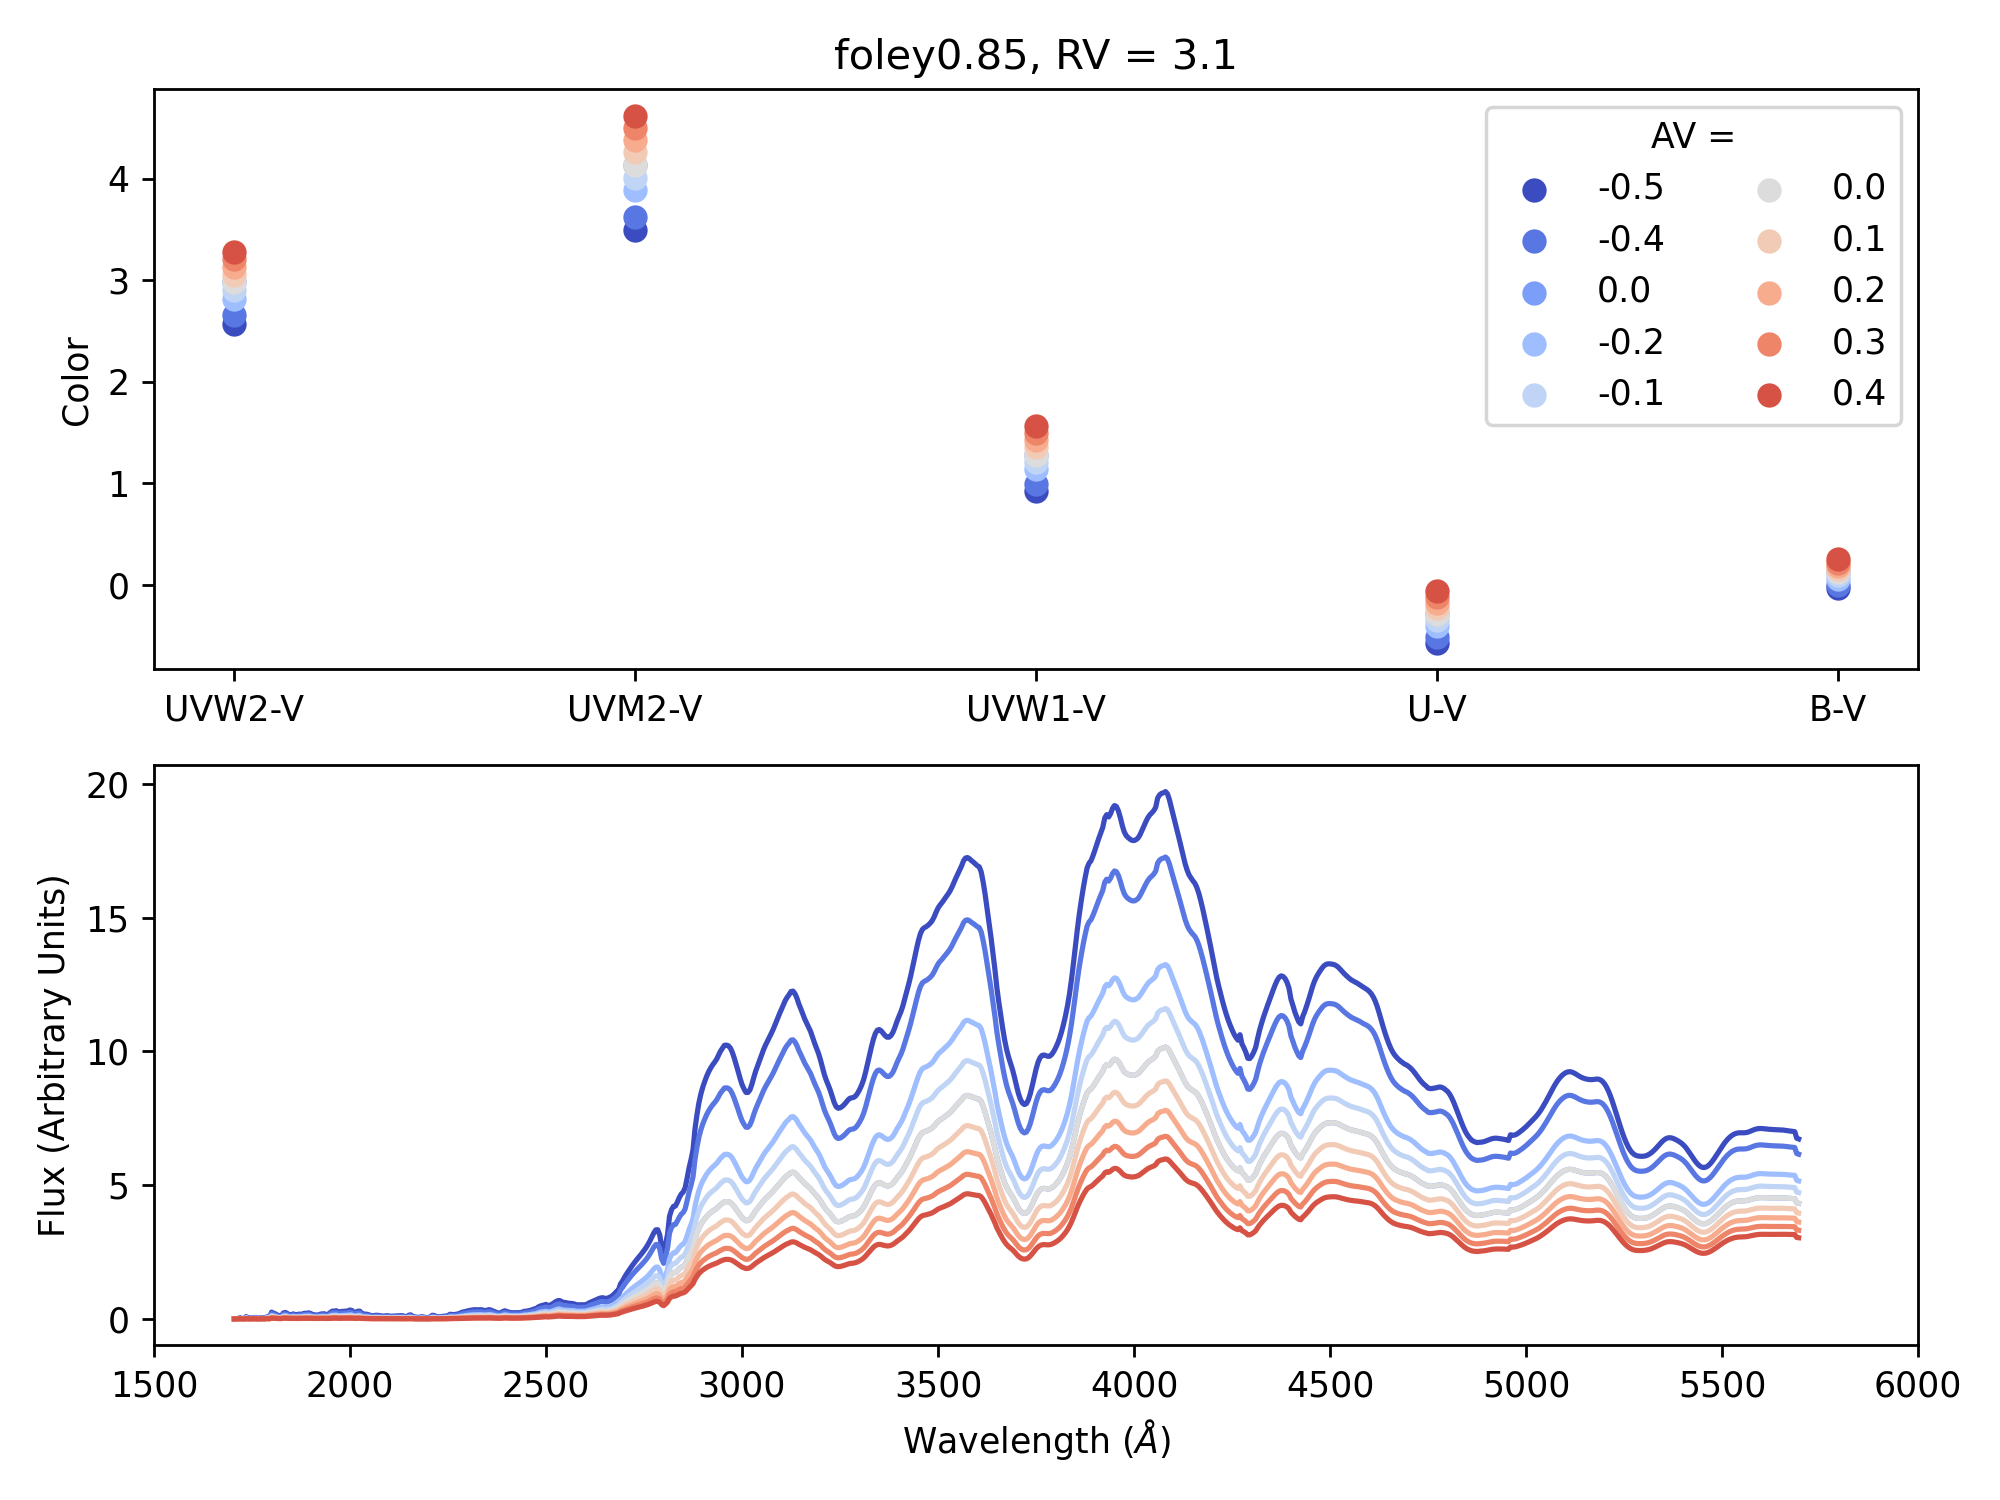 foley0.85, RV = 3.1
Color
4
3
2
1
0
AV =
-0.5 0.0
-0.4 0.1
0.0 0.2
-0.2 0.3
-0.1 0.4
UVW2-V UVM2-V UVW1-V U-V B-V
Flux (Arbitrary Units)
20
15
10
5
0
1500 2000 2500 3000 3500 4000 4500 5000 5500 6000
Wavelength (Å)